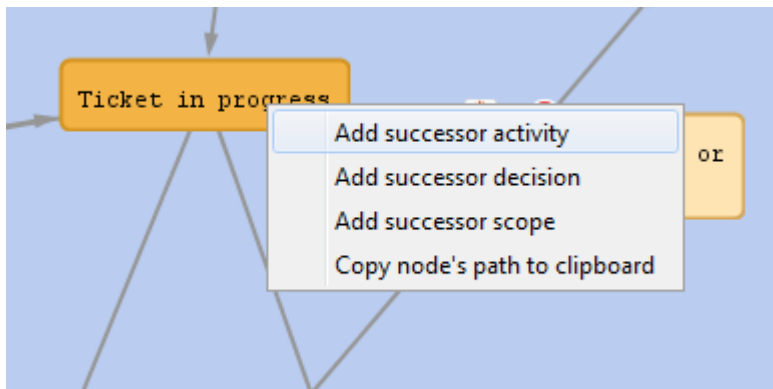 Ticket in progress
Add successor activity
or
Add successor decision
Add successor scope
Copy node's path to clipboard